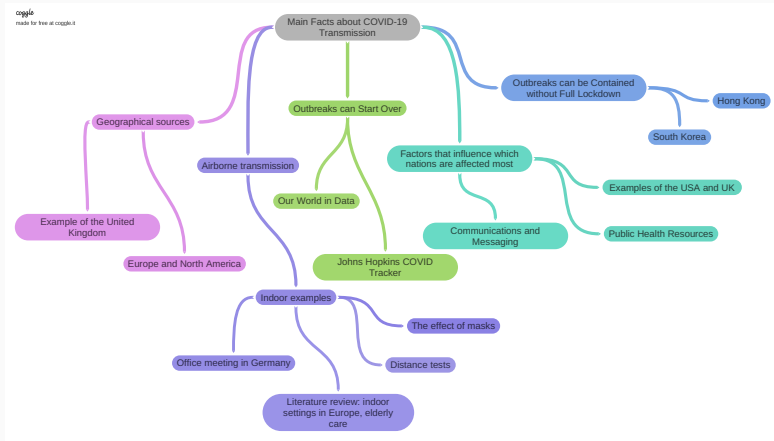 coggle
made for free at coggle.it
Main Facts about COVID-19
Transmission
Outbreaks can be Contained
without Full Lockdown
Hong Kong
South Korea
Outbreaks can Start Over
Geographical sources
Factors that influence which
nations are affected most
Airborne transmission
Examples of the USA and UK
Our World in Data
Example of the United
Kingdom
Communications and
Messaging
Public Health Resources
Europe and North America
Johns Hopkins COVID
Tracker
Indoor examples
The effect of masks
Office meeting in Germany
Distance tests
Literature review: indoor
settings in Europe, elderly
care